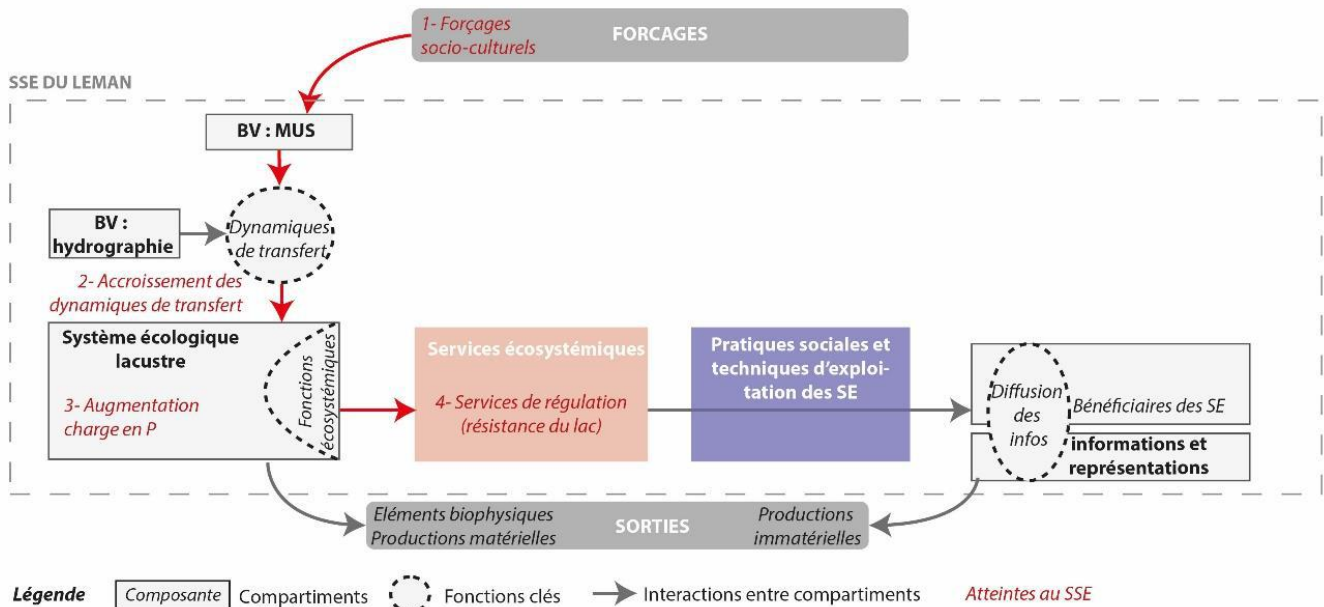 1- Forçages
socio-culturels
FORCAGES
SSE DU LEMAN
BV : MUS
BV :
hydrographie
Dynamiques
de transfert
2- Accroissement des
dynamiques de transfert
Système écologique
lacustre
3- Augmentation
charge en P
Fonctions
écosystémiques
Services écosystémiques
4- Services de régulation
(résistance du lac)
Pratiques sociales et
techniques d'exploi-
tation des SE
Diffusion
des
infos
Bénéficiaires des SE
informations et
représentations
Eléments biophysiques
Productions matérielles
SORTIES
Productions
immatérielles
Légende
Composante
Compartiments
Fonctions clés
Interactions entre compartiments
Atteintes au SSE